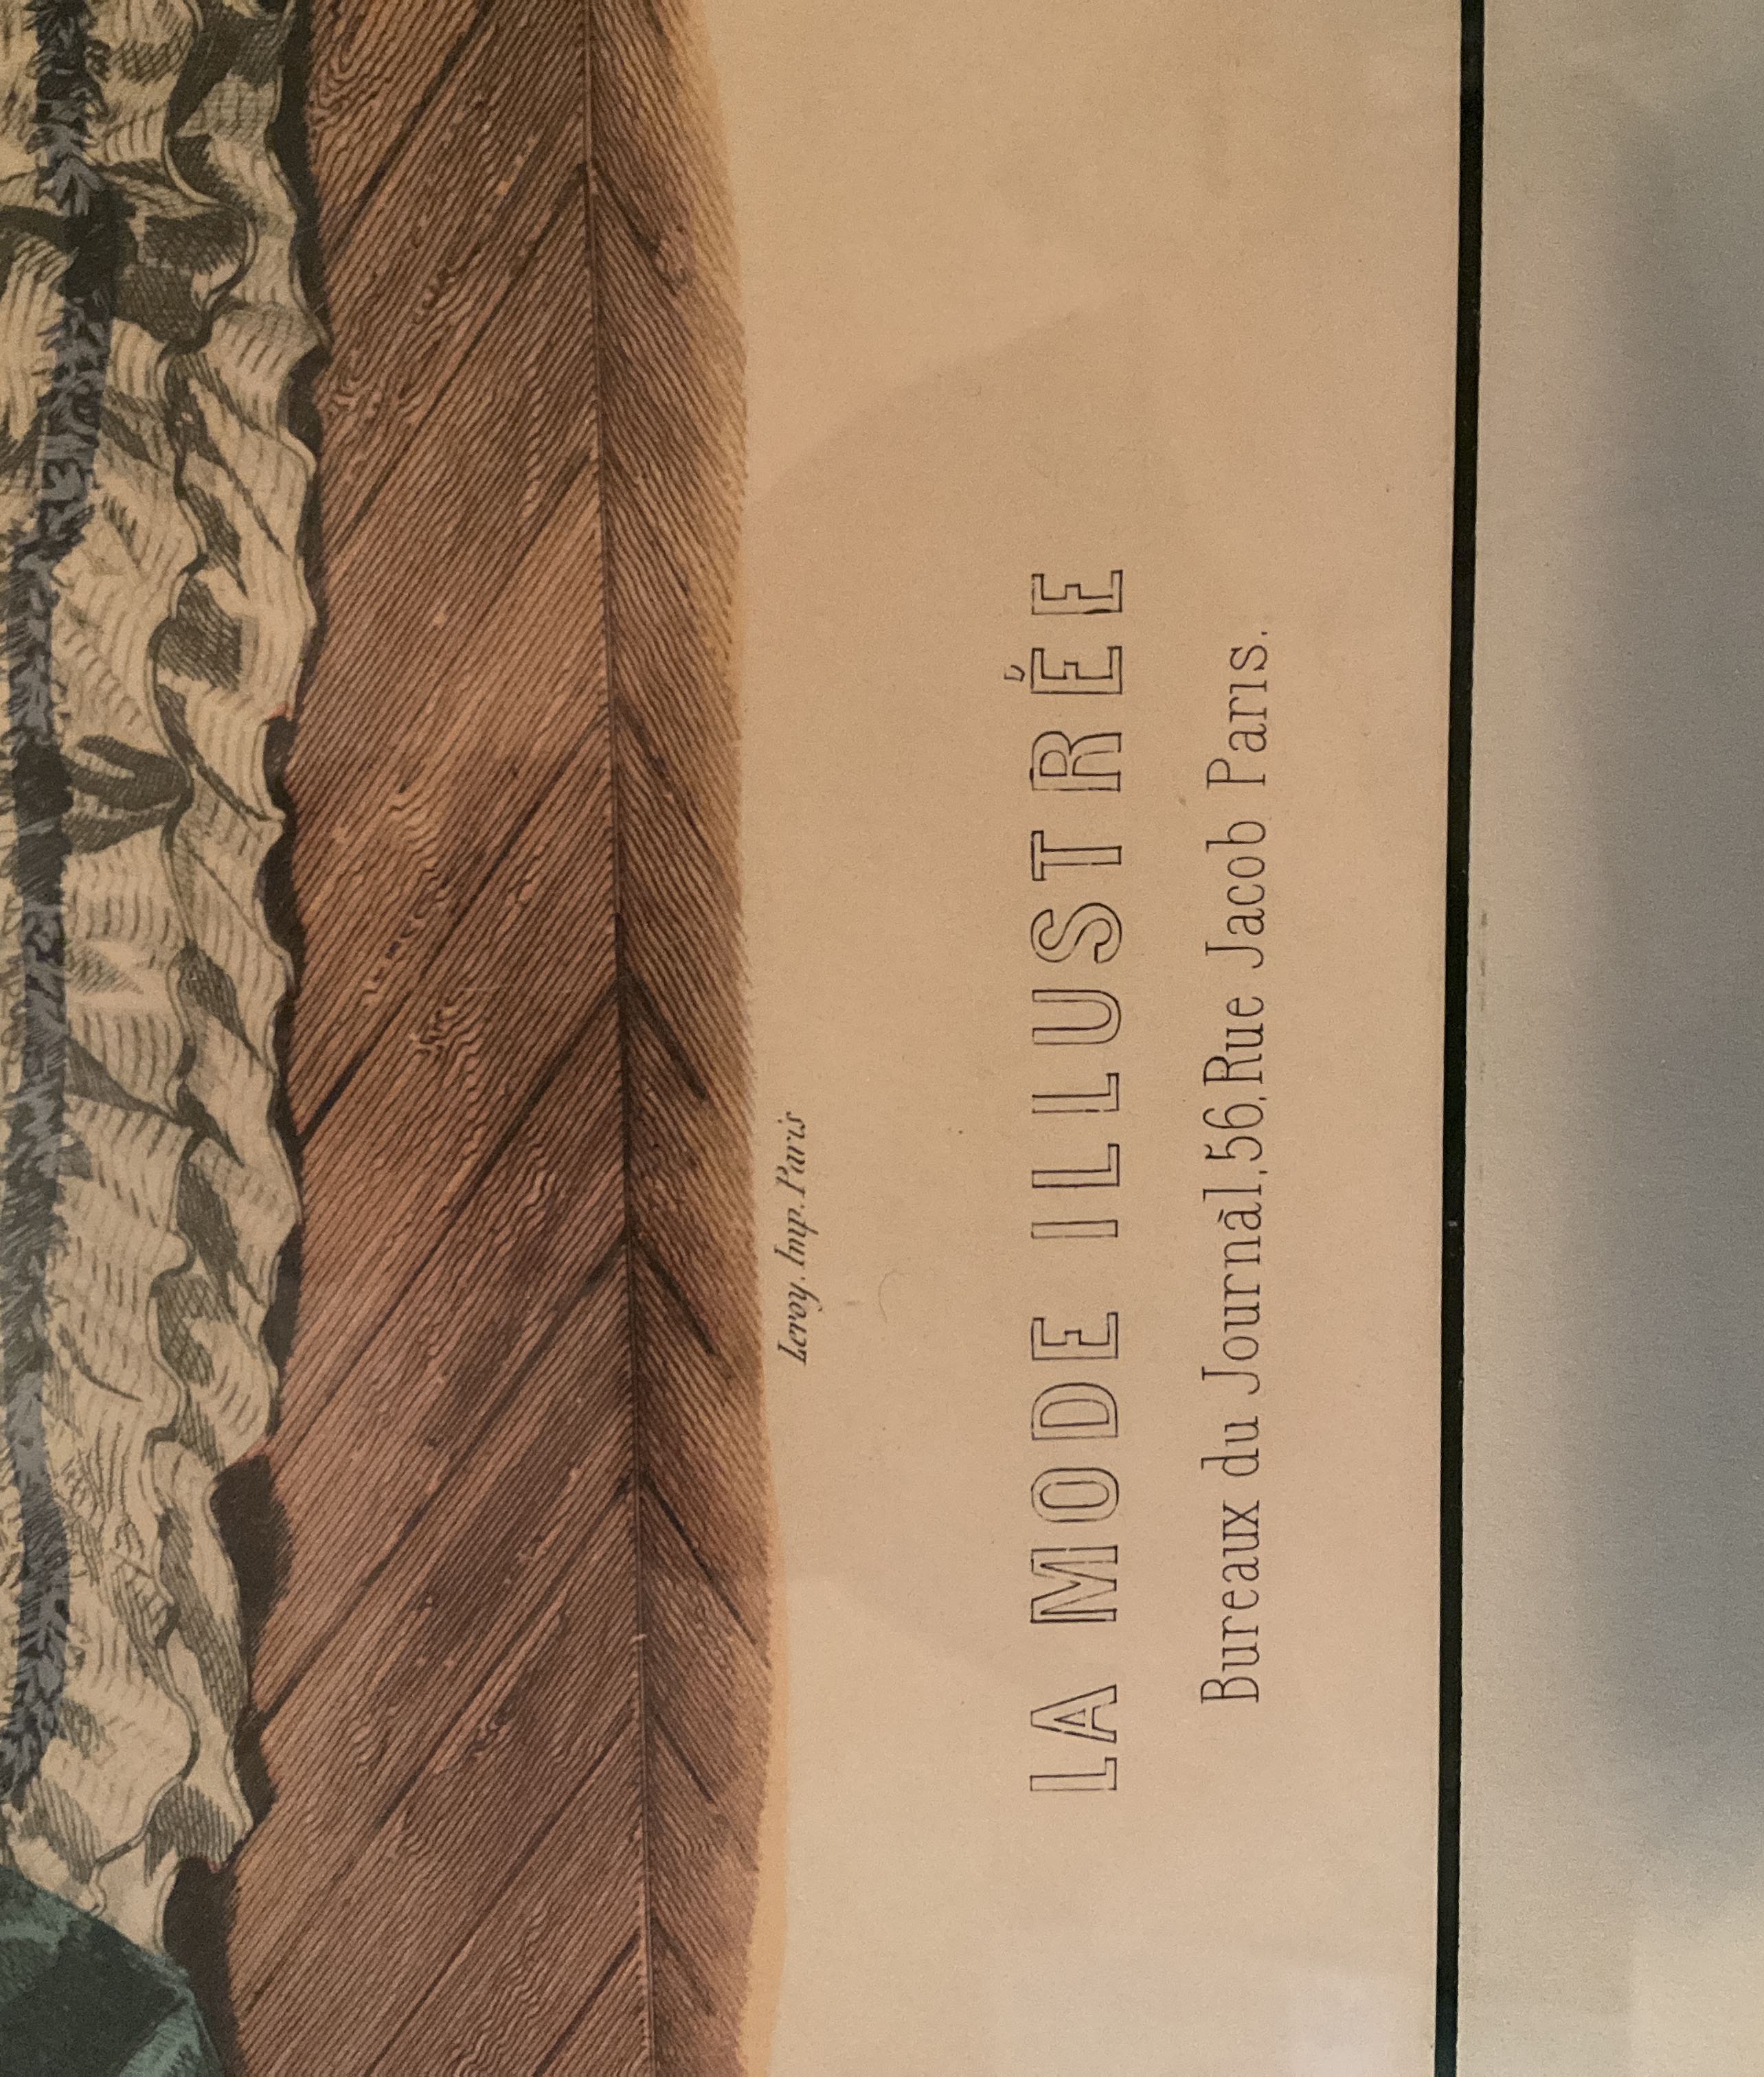 Leroy. Imp. Paris
LA MODE ILLUSTRÉE
Bureaux du Journal, 56, Rue Jacob Paris.